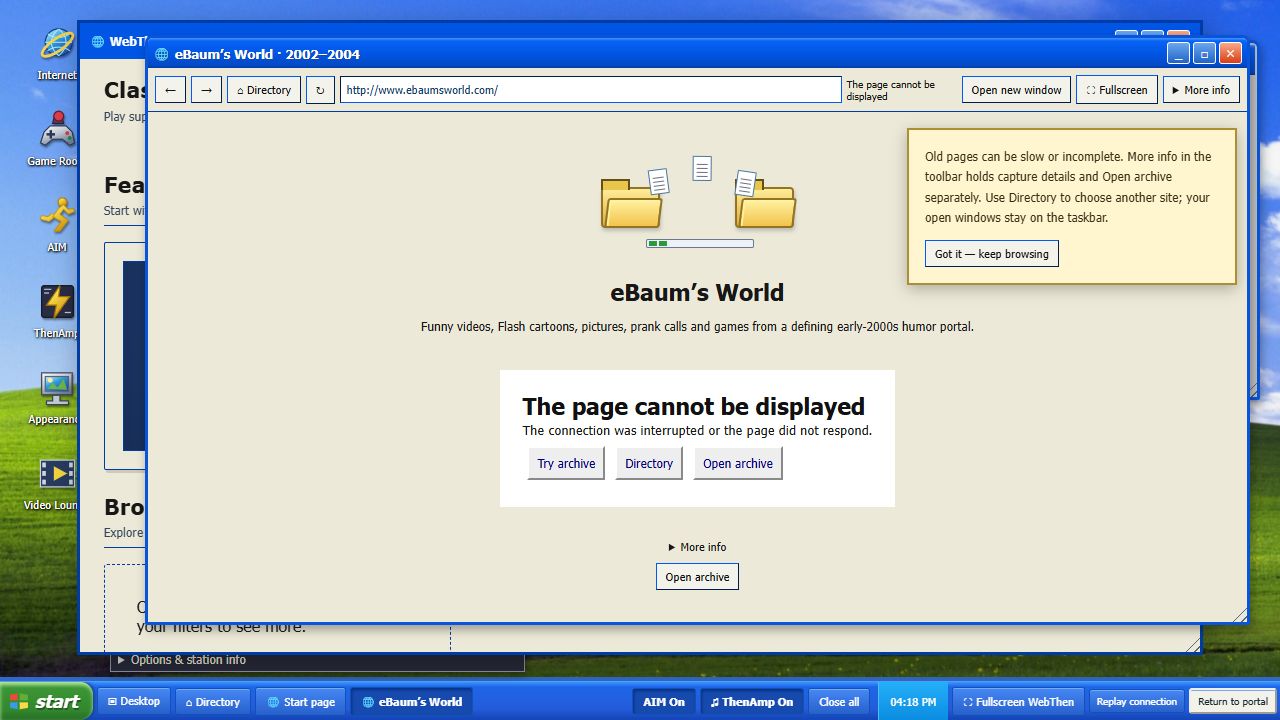 Internet
Game Roo
AIM
ThenAmp
Appearanc
Video Loun
WebTh
Clas
Play sup
Fea
Start wi
Bro
Explore
your filters to see more.
Options & station info
eBaum's World · 2002–2004
← → ⌂ Directory ↻ http://www.ebaumsworld.com/ The page cannot be displayed Open new window ⛶ Fullscreen ▶ More info
Old pages can be slow or incomplete. More info in the
toolbar holds capture details and Open archive
separately. Use Directory to choose another site; your
open windows stay on the taskbar.
Got it — keep browsing
eBaum's World
Funny videos, Flash cartoons, pictures, prank calls and games from a defining early-2000s humor portal.
The page cannot be displayed
The connection was interrupted or the page did not respond.
Try archive Directory Open archive
▶ More info
Open archive
start Desktop ⌂ Directory Start page eBaum's World AIM On ♫ ThenAmp On Close all 04:18 PM ⛶ Fullscreen WebThen Replay connection Return to portal